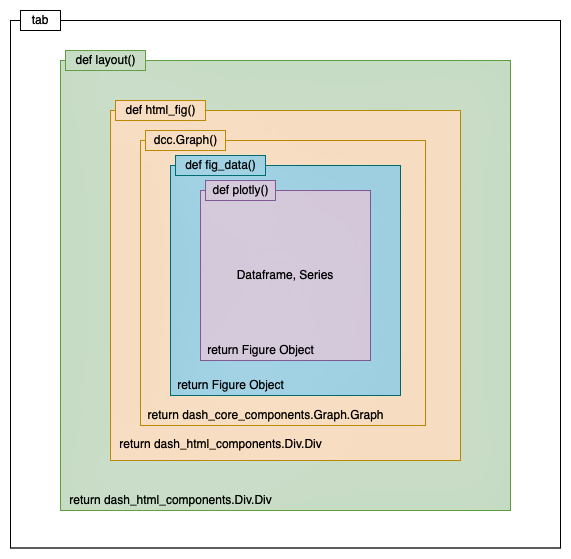 tab
def layout()
def html_fig()
dcc.Graph()
def fig_data()
def plotly()
Dataframe, Series
return Figure Object
return Figure Object
return dash_core_components.Graph.Graph
return dash_html_components.Div.Div
return dash_html_components.Div.Div